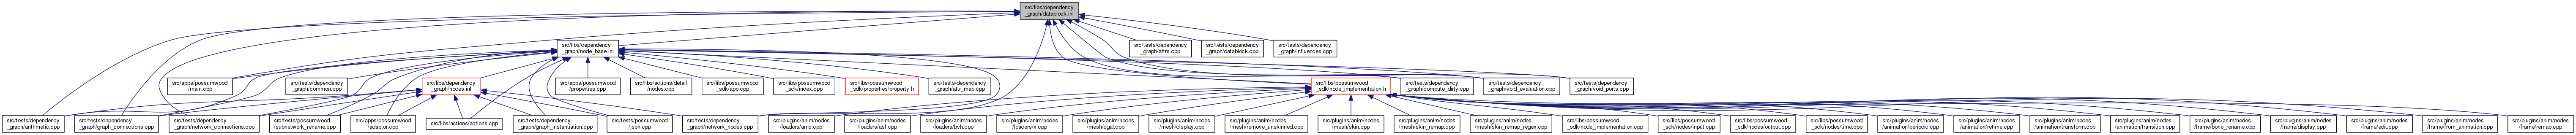 src/libs/dependency
_graph/datablock.inl
src/libs/dependency
_graph/node_base.inl
src/tests/dependency
_graph/attrs.cpp
src/tests/dependency
_graph/datablock.cpp
src/tests/dependency
_graph/influences.cpp
src/apps/possumwood
/main.cpp
src/tests/dependency
_graph/common.cpp
src/libs/dependency
_graph/nodes.inl
src/apps/possumwood
/properties.cpp
src/libs/actions/detail
/nodes.cpp
src/libs/possumwood
_sdk/app.cpp
src/libs/possumwood
_sdk/index.cpp
src/libs/possumwood
_sdk/properties/property.h
src/tests/dependency
_graph/attr_map.cpp
src/libs/possumwood
_sdk/node_implementation.h
src/tests/dependency
_graph/compute_dirty.cpp
src/tests/dependency
_graph/void_evaluation.cpp
src/tests/dependency
_graph/void_ports.cpp
src/tests/dependency
_graph/arithmetic.cpp
src/tests/dependency
_graph/graph_connections.cpp
src/tests/dependency
_graph/network_connections.cpp
src/tests/possumwood
/subnetwork_rename.cpp
src/apps/possumwood
/adaptor.cpp
src/libs/actions/actions.cpp
src/tests/dependency
_graph/graph_instantiation.cpp
src/tests/possumwood
/json.cpp
src/tests/dependency
_graph/network_nodes.cpp
src/plugins/anim/nodes
/loaders/amc.cpp
src/plugins/anim/nodes
/loaders/asf.cpp
src/plugins/anim/nodes
/loaders/bvh.cpp
src/plugins/anim/nodes
/loaders/x.cpp
src/plugins/anim/nodes
/mesh/cgal.cpp
src/plugins/anim/nodes
/mesh/display.cpp
src/plugins/anim/nodes
/mesh/remove_unskinned.cpp
src/plugins/anim/nodes
/mesh/skin.cpp
src/plugins/anim/nodes
/mesh/skin_remap.cpp
src/plugins/anim/nodes
/mesh/skin_remap_regex.cpp
src/libs/possumwood
_sdk/node_implementation.cpp
src/libs/possumwood
_sdk/nodes/input.cpp
src/libs/possumwood
_sdk/nodes/output.cpp
src/libs/possumwood
_sdk/nodes/time.cpp
src/plugins/anim/nodes
/animation/periodic.cpp
src/plugins/anim/nodes
/animation/retime.cpp
src/plugins/anim/nodes
/animation/transform.cpp
src/plugins/anim/nodes
/animation/transition.cpp
src/plugins/anim/nodes
/frame/bone_rename.cpp
src/plugins/anim/nodes
/frame/display.cpp
src/plugins/anim/nodes
/frame/edit.cpp
src/plugins/anim/nodes
/frame/from_animation.cpp
src/plugins/anim/nodes
/frame/remap.cpp